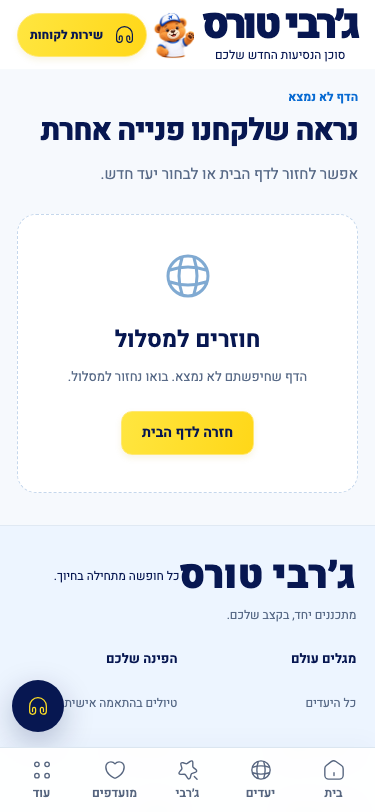 ג׳רבי טורס
סוכן הנסיעות החדש שלכם
שירות לקוחות
הדף לא נמצא
נראה שלקחנו פנייה אחרת
אפשר לחזור לדף הבית או לבחור יעד חדש.
חוזרים למסלול
הדף שחיפשתם לא נמצא. בואו נחזור למסלול.
חזרה לדף הבית
ג׳רבי טורס
כל חופשה מתחילה בחיוך.
מתכננים יחד, בקצב שלכם.
מגלים עולם
הפינה שלכם
כל היעדים
טיולים בהתאמה אישית
בית
יעדים
ג׳רבי
מועדפים
עוד